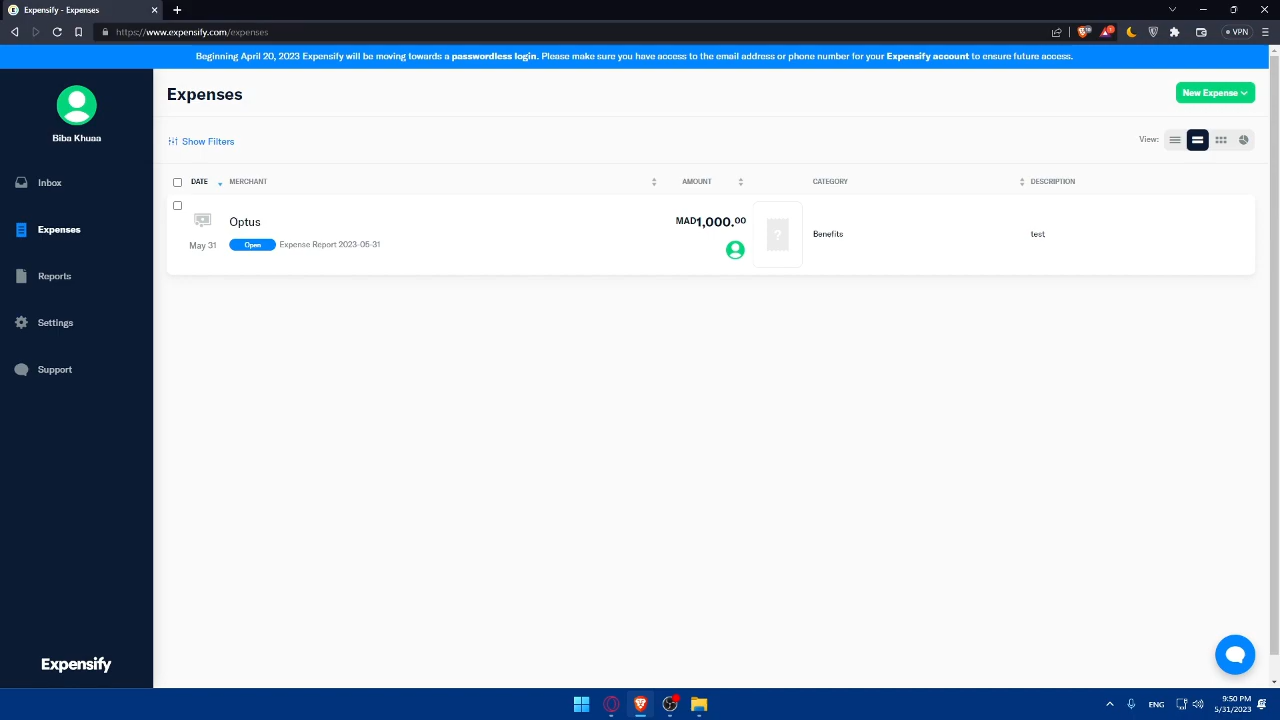 Expensify - Expenses
https://www.expensify.com/expenses
VPN
Beginning April 20, 2023 Expensify will be moving towards a passwordless login. Please make sure you have access to the email address or phone number for your Expensify account to ensure future access.
Biba Khuaa
Inbox
Expenses
Reports
Settings
Support
Expensify
Expenses
New Expense
Show Filters
View:
DATE MERCHANT AMOUNT CATEGORY DESCRIPTION
Optus MAD1,000.00
?
Benefits test
May 31 Open Expense Report 2023-05-31
ENG
9:50 PM
5/31/2023